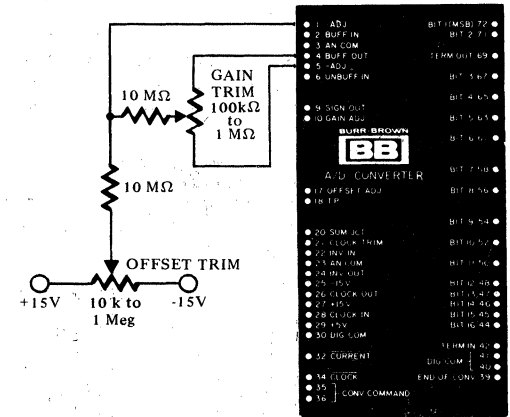 1 -ADJ
BIT 1 (MSB) 72
2 BUFF IN
BIT 2 71
3 AN COM
4 BUFF OUT
TERM OUT 69
5 -ADJ
6 UNBUFF IN
BIT 3 67
BIT 4 65
9 SIGN OUT
10 GAIN ADJ
BIT 5 63
BIT 6
BURR-BROWN
BB
A/D CONVERTER
BIT 7 58
17 OFFSET ADJ
BIT 8 56
18 T.P.
BIT 9 54
20 SUM JCT
21 CLOCK TRIM
BIT 10 52
22 INV IN
23 AN COM
BIT 11 50
24 INV OUT
25 -15V
BIT 12 48
26 CLOCK OUT
BIT 13 47
27 +15V
BIT 14 46
28 CLOCK IN
BIT 15 45
29 +5V
BIT 16 44
30 DIG COM
TERM IN 42
32 CURRENT
DIG COM
41
40
34 CLOCK
END OF CONV 39
35
36
CONV COMMAND
GAIN
TRIM
100kΩ
to
1 MΩ
10 MΩ
10 MΩ
OFFSET TRIM
+15V
10 k to
1 Meg
-15V